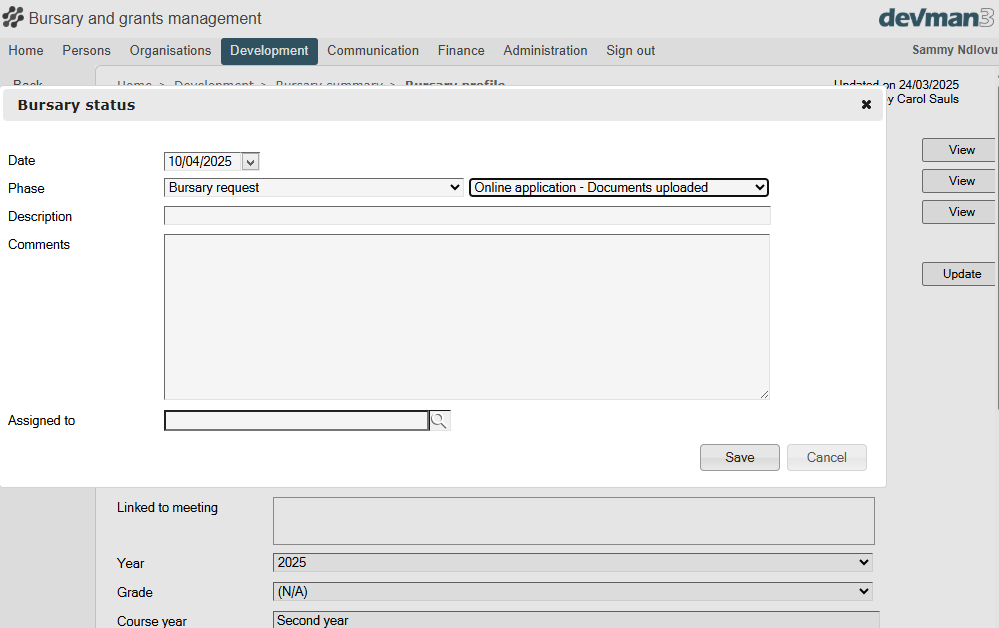 Bursary and grants management
devman3
Home Persons Organisations Development Communication Finance Administration Sign out
Sammy Ndlovu
Back
Home > Development > Bursary summary > Bursary profile
Updated on 24/03/2025
y Carol Sauls
Bursary status
Date 10/04/2025
Phase Bursary request Online application - Documents uploaded
Description
Comments
Assigned to
Save Cancel
View
View
View
Update
Linked to meeting
Year 2025
Grade (N/A)
Course year Second year